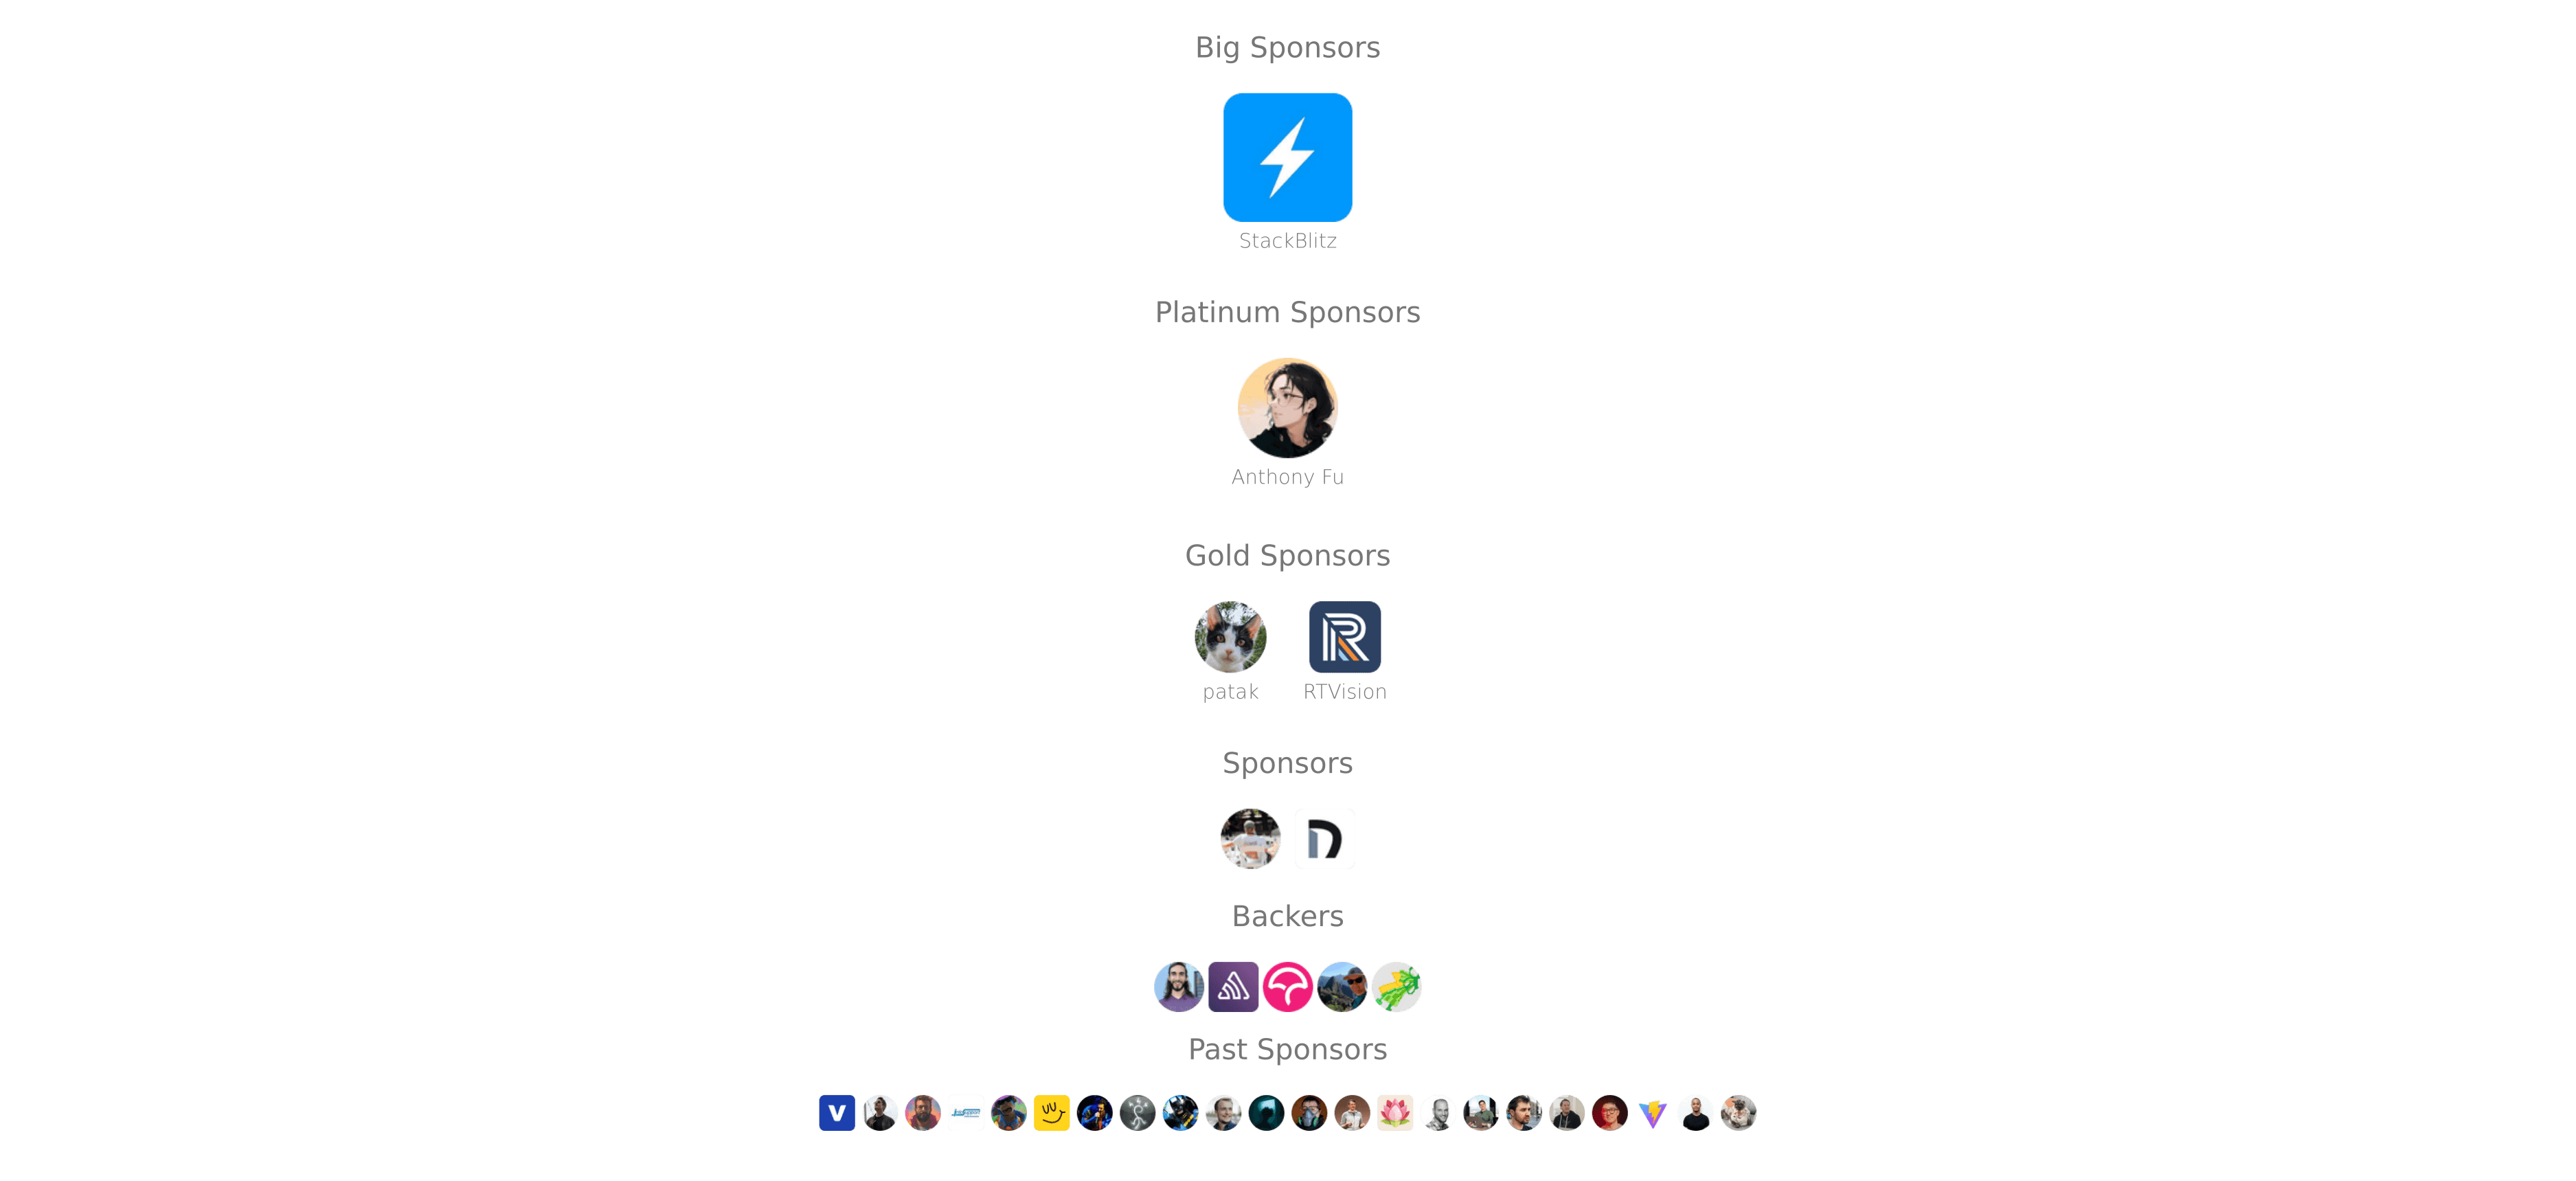 Big Sponsors
StackBlitz
Platinum Sponsors
Anthony Fu
Gold Sponsors
patak
RTVision
Sponsors
Backers
Past Sponsors
V